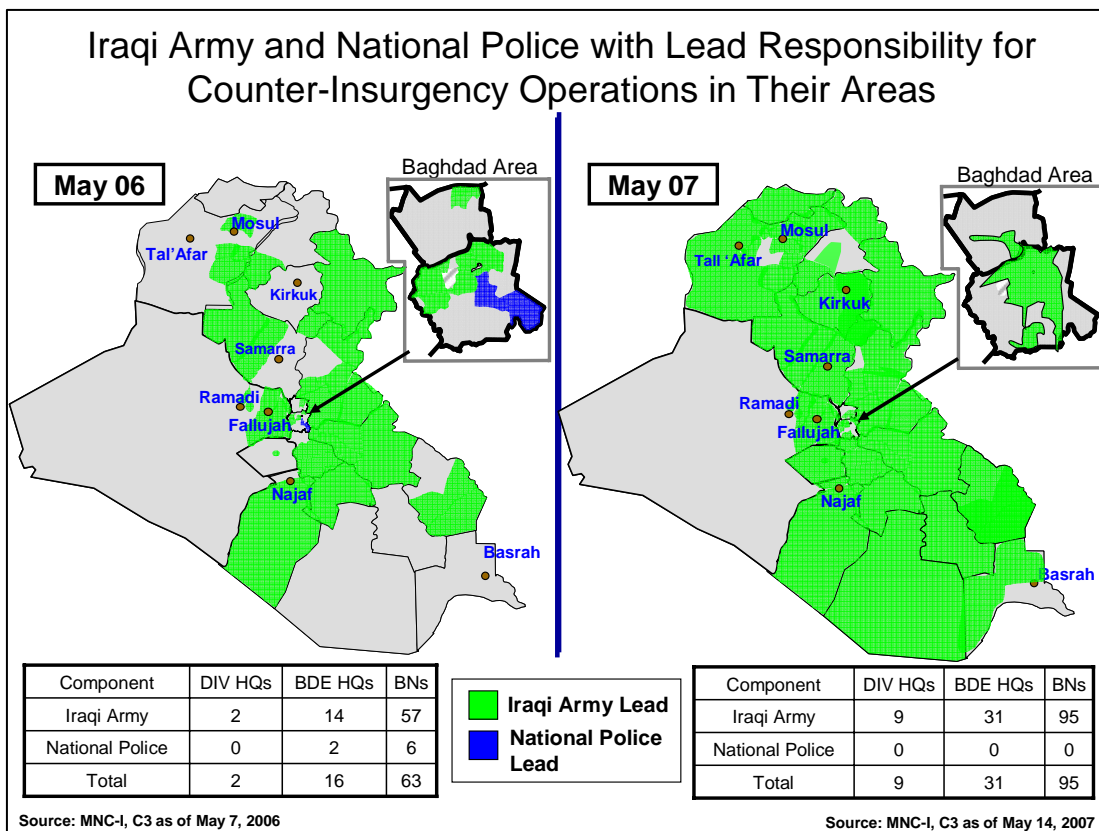 Iraqi Army and National Police with Lead Responsibility for
Counter-Insurgency Operations in Their Areas
May 06
Baghdad Area
Mosul
Tal'Afar
Kirkuk
Samarra
Ramadi
Fallujah
Najaf
Basrah
May 07
Baghdad Area
Mosul
Tall 'Afar
Kirkuk
Samarra
Ramadi
Fallujah
Najaf
Basrah
Component DIV HQs BDE HQs BNs
Iraqi Army 2 14 57
National Police 0 2 6
Total 2 16 63
Iraqi Army Lead
National Police
Lead
Component DIV HQs BDE HQs BNs
Iraqi Army 9 31 95
National Police 0 0 0
Total 9 31 95
Source: MNC-I, C3 as of May 7, 2006
Source: MNC-I, C3 as of May 14, 2007